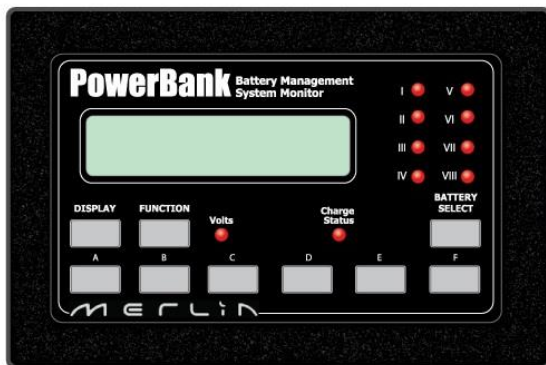 PowerBank Battery Management
System Monitor
I V
II VI
III VII
IV VIII
BATTERY
SELECT
DISPLAY FUNCTION
Volts
Charge
Status
A B C D E F
MERLIN